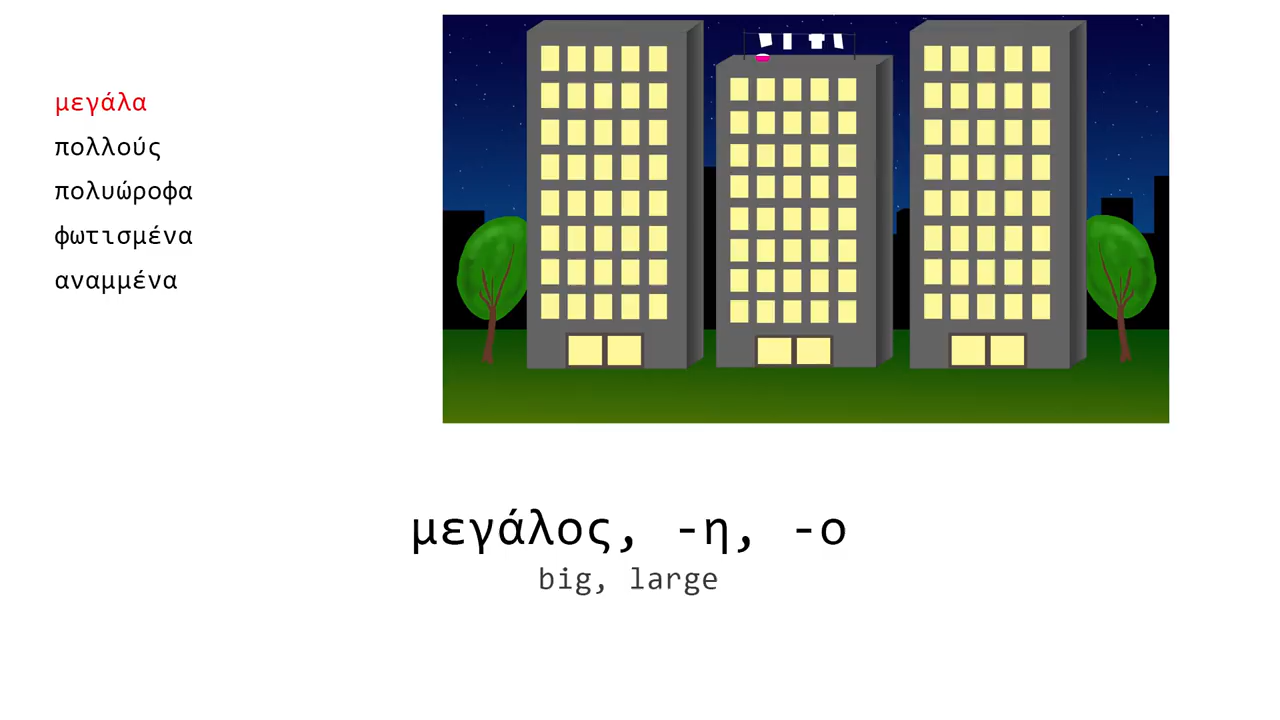 μεγάλα
πολλούς
πολυώροφα
φωτισμένα
αναμμένα
μεγάλος, -η, -ο
big, large